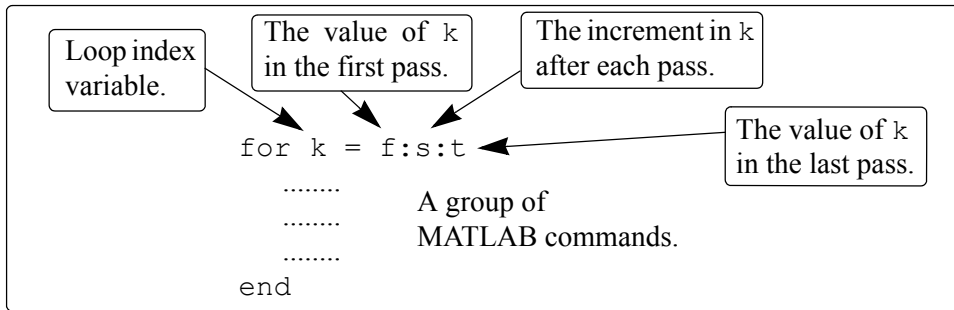 Loop index
variable.
The value of k
in the first pass.
The increment in k
after each pass.
The value of k
in the last pass.
for k = f:s:t
........
........
........
A group of
MATLAB commands.
end